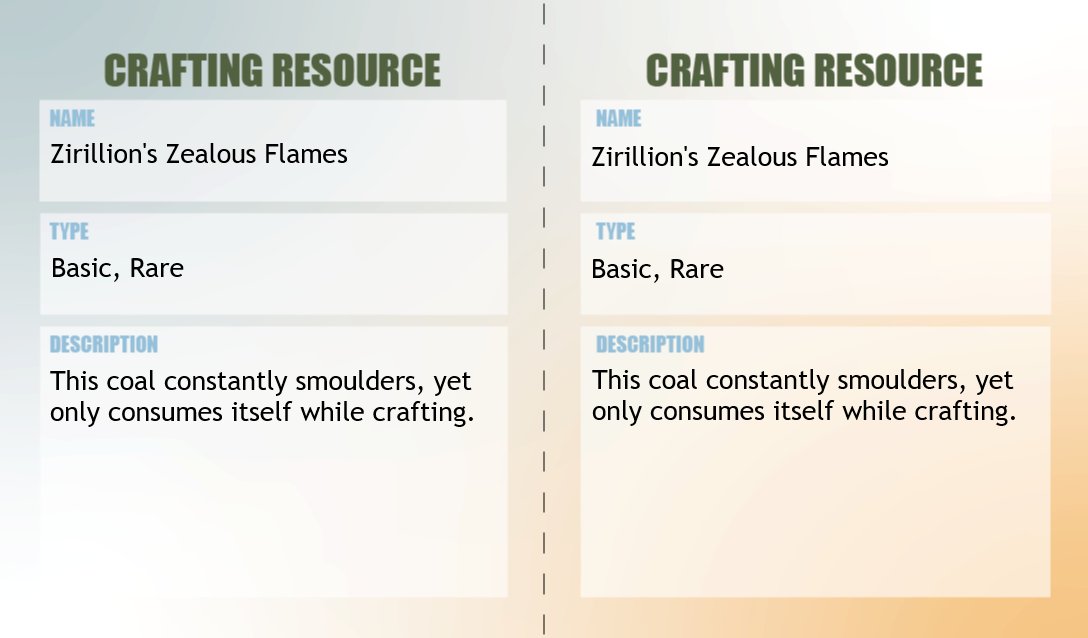 CRAFTING RESOURCE
NAME
Zirillion's Zealous Flames
TYPE
Basic, Rare
DESCRIPTION
This coal constantly smoulders, yet
only consumes itself while crafting.
CRAFTING RESOURCE
NAME
Zirillion's Zealous Flames
TYPE
Basic, Rare
DESCRIPTION
This coal constantly smoulders, yet
only consumes itself while crafting.